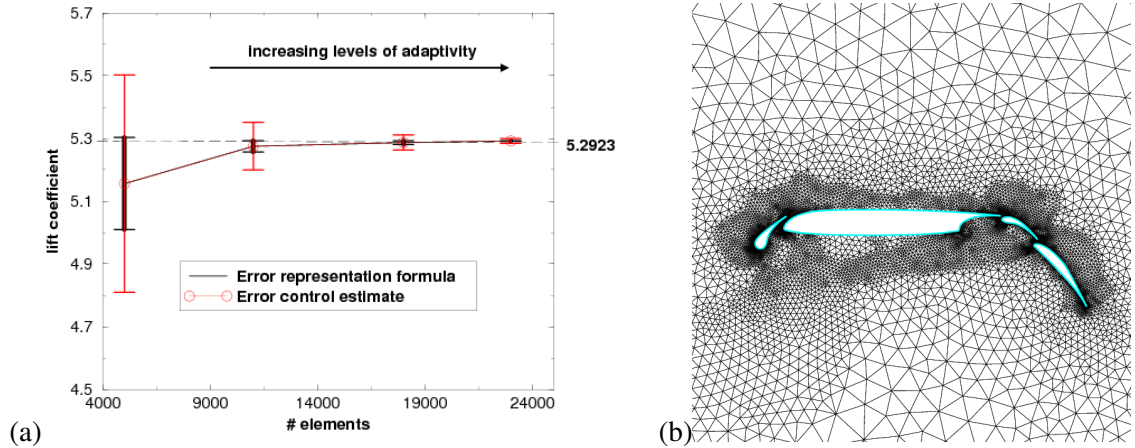 5.7
5.5
5.3
5.1
4.9
4.7
4.5
lift coefficient
increasing levels of adaptivity
5.2923
Error representation formula
Error control estimate
4000
9000
14000
19000
24000
# elements
(a)
(b)